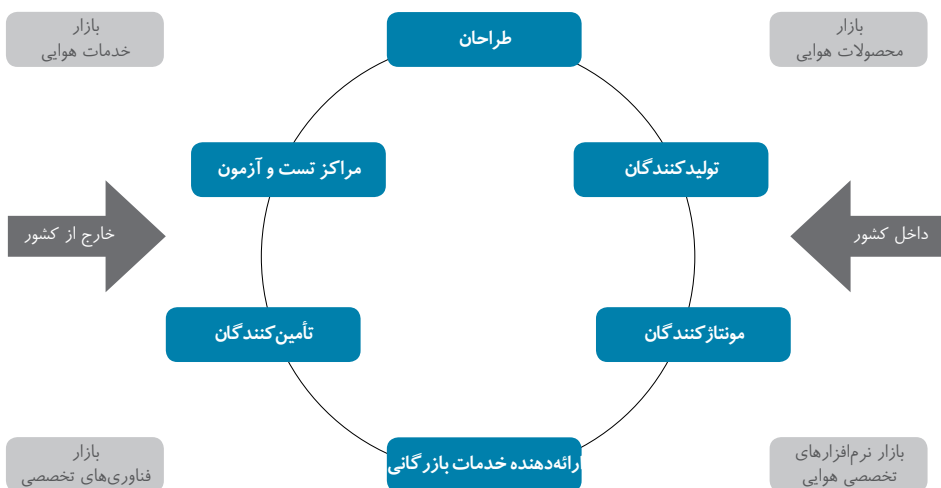 بازار
محصولات هوایی
طراحان
بازار
خدمات هوایی
تولیدکنندگان
مراکز تست و آزمون
داخل کشور
خارج از کشور
مونتاژکنندگان
تأمین‌کنندگان
بازار نرم‌افزارهای
تخصصی هوایی
ارائه‌دهنده خدمات بازرگانی
بازار
فناوری‌های تخصصی